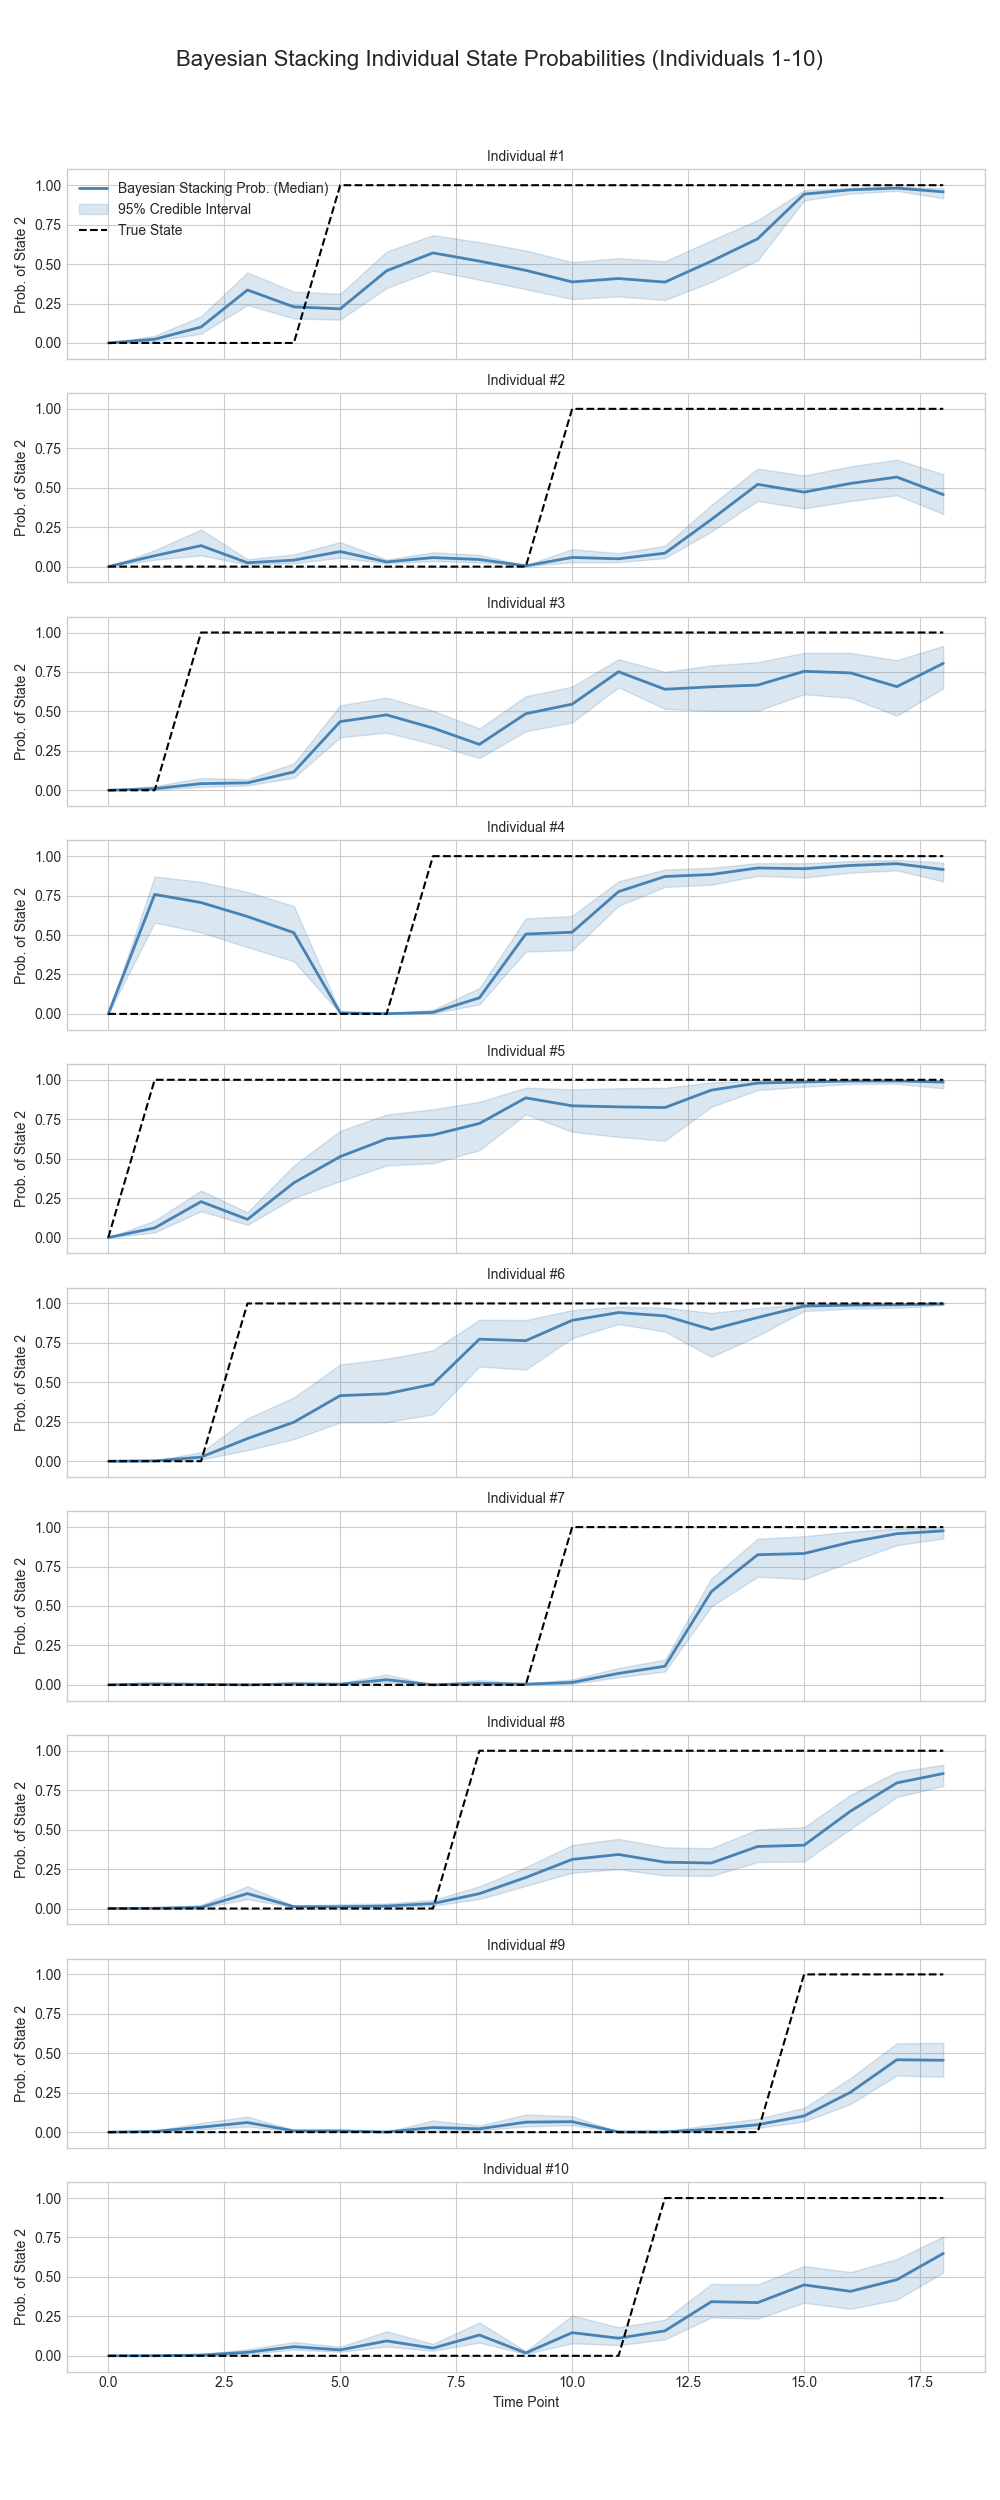 Bayesian Stacking Individual State Probabilities (Individuals 1-10)
Individual #1
Prob. of State 2
1.00
0.75
0.50
0.25
0.00
Bayesian Stacking Prob. (Median)
95% Credible Interval
True State
Individual #2
Prob. of State 2
1.00
0.75
0.50
0.25
0.00
Individual #3
Prob. of State 2
1.00
0.75
0.50
0.25
0.00
Individual #4
Prob. of State 2
1.00
0.75
0.50
0.25
0.00
Individual #5
Prob. of State 2
1.00
0.75
0.50
0.25
0.00
Individual #6
Prob. of State 2
1.00
0.75
0.50
0.25
0.00
Individual #7
Prob. of State 2
1.00
0.75
0.50
0.25
0.00
Individual #8
Prob. of State 2
1.00
0.75
0.50
0.25
0.00
Individual #9
Prob. of State 2
1.00
0.75
0.50
0.25
0.00
Individual #10
Prob. of State 2
1.00
0.75
0.50
0.25
0.00
0.0 2.5 5.0 7.5 10.0 12.5 15.0 17.5
Time Point